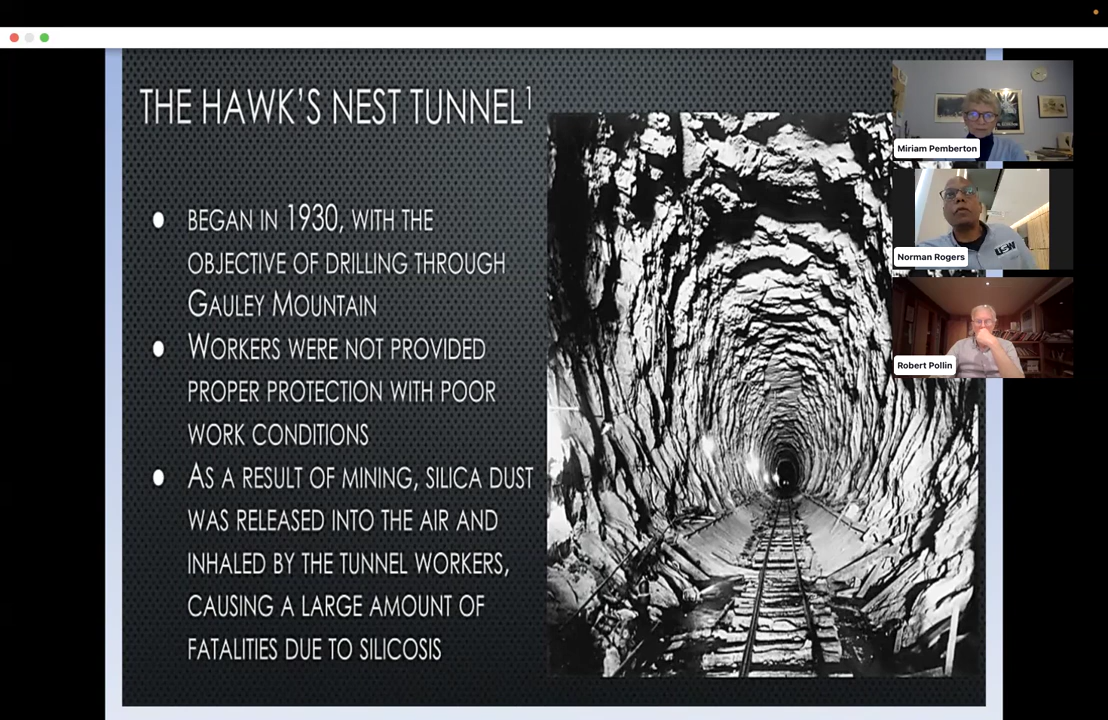 THE HAWK'S NEST TUNNEL¹
• BEGAN IN 1930, WITH THE
OBJECTIVE OF DRILLING THROUGH
GAULEY MOUNTAIN
• WORKERS WERE NOT PROVIDED
PROPER PROTECTION WITH POOR
WORK CONDITIONS
• AS A RESULT OF MINING, SILICA DUST
WAS RELEASED INTO THE AIR AND
INHALED BY THE TUNNEL WORKERS,
CAUSING A LARGE AMOUNT OF
FATALITIES DUE TO SILICOSIS
Miriam Pemberton
USW
Norman Rogers
Robert Pollin